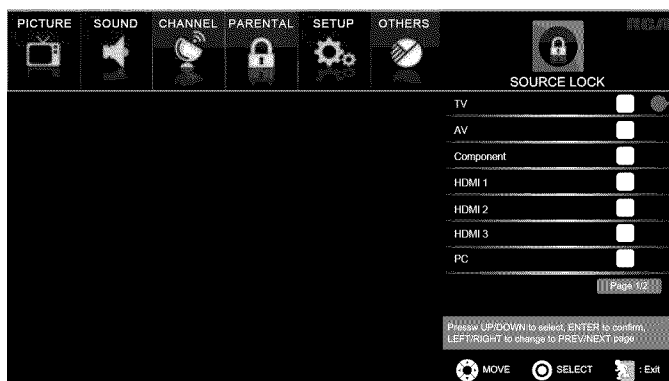 PICTURE SOUND CHANNEL PARENTAL SETUP OTHERS
RCA
SOURCE LOCK
TV
AV
Component
HDMI 1
HDMI 2
HDMI 3
PC
Page 1/2
Pressw UP/DOWN to select, ENTER to confirm,
LEFT/RIGHT to change to PREV/NEXT page
MOVE SELECT : Exit